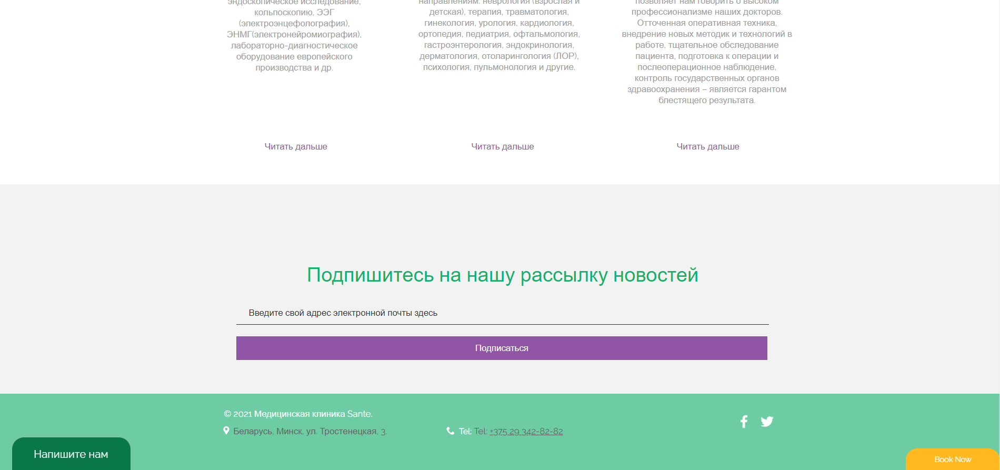 эндоскопическое исследование,
кольпоскопию, ЭЭГ
(электроэнцефолография),
ЭНМГ(электронейромиография),
лабораторно-диагностическое
оборудование европейского
производства и др.
направлениям: неврология (взрослая и
детская), терапия, травматология,
гинекология, урология, кардиология,
ортопедия, педиатрия, офтальмология,
гастроэнтерология, эндокринология,
дерматология, отоларингология (ЛОР),
психология, пульмонология и другие.
позволяет нам говорить о высоком
профессионализме наших докторов.
Отточенная оперативная техника,
внедрение новых методик и технологий в
работе, тщательное обследование
пациента, подготовка к операции и
послеоперационное наблюдение,
контроль государственных органов
здравоохранения – является гарантом
блестящего результата.
Читать дальше
Читать дальше
Читать дальше
Подпишитесь на нашу рассылку новостей
Введите свой адрес электронной почты здесь
Подписаться
© 2021 Медицинская клиника Sante.
Беларусь, Минск, ул. Тростенецкая, 3.
Tel: Tel: +375 29 342-82-82
Напишите нам
Book Now